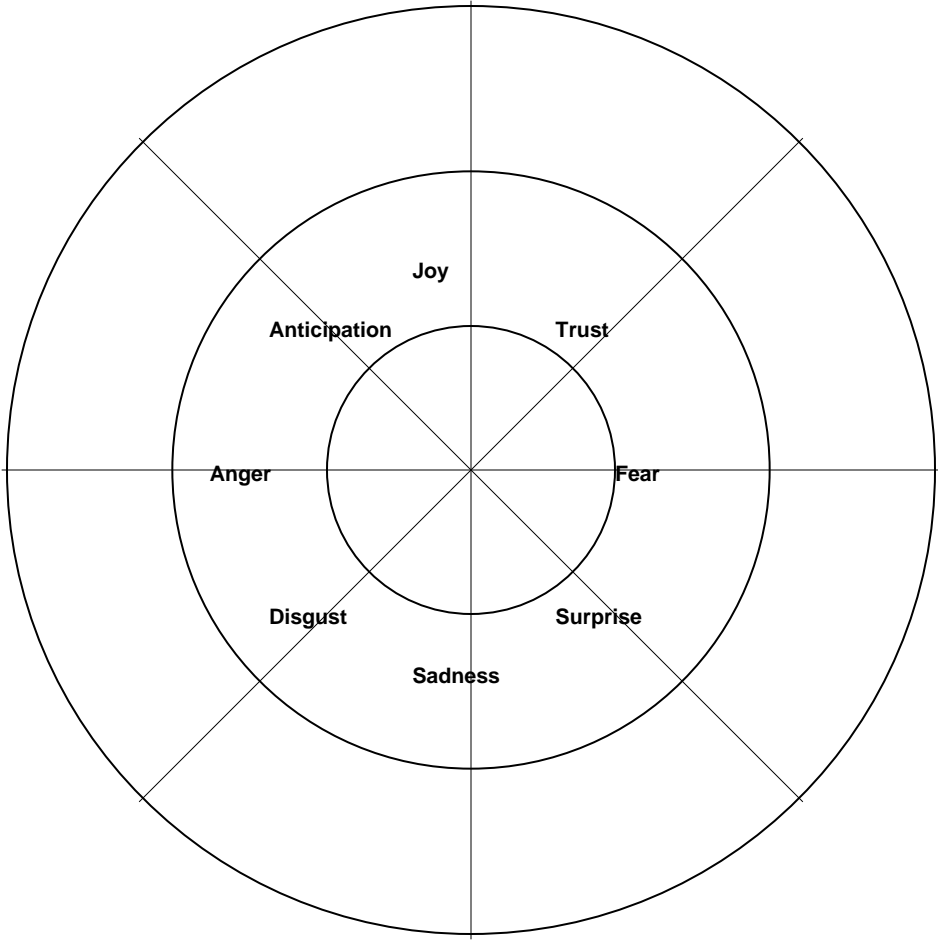 Joy
Anticipation
Trust
Anger
Fear
Disgust
Surprise
Sadness